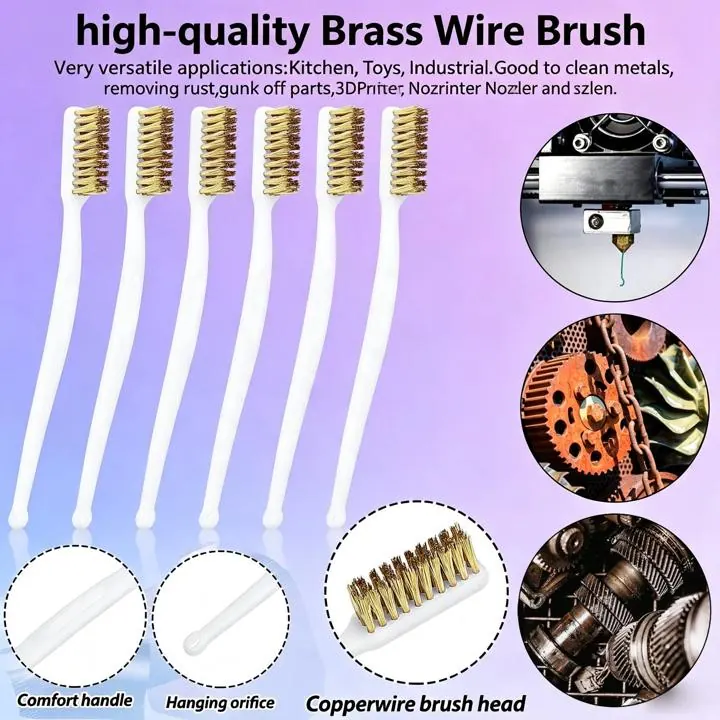 high-quality Brass Wire Brush
Very versatile applications:Kitchen, Toys, Industrial.Good to clean metals,
removing rust,gunk off parts,3DPriter, Nozrinter Nozler and szlen.
Comfort handle
Hanging orifice
Copperwire brush head